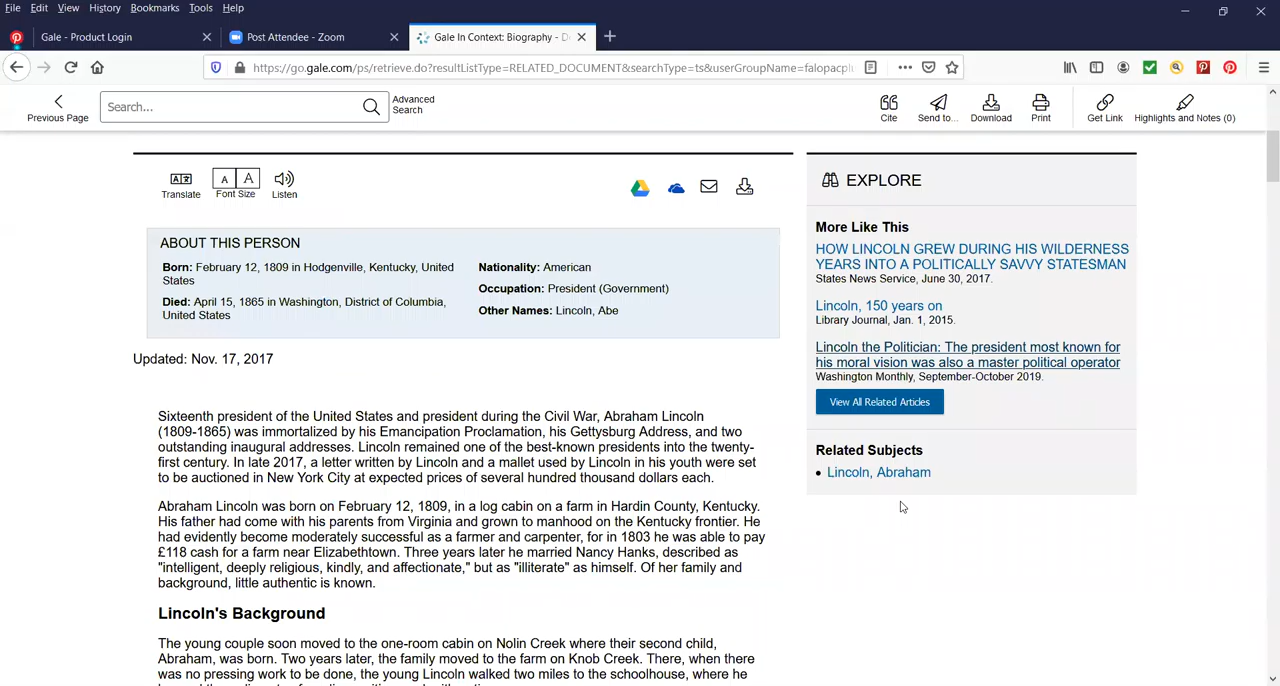 File Edit View History Bookmarks Tools Help
Gale - Product Login
Post Attendee - Zoom
Gale In Context: Biography - D
https://go.gale.com/ps/retrieve.do?resultListType=RELATED_DOCUMENT&searchType=ts&userGroupName=falopacpl
Previous Page
Search...
Advanced
Search
Cite
Send to...
Download
Print
Get Link
Highlights and Notes (0)
Translate
A A
Font Size
Listen
ABOUT THIS PERSON
Born: February 12, 1809 in Hodgenville, Kentucky, United
States
Died: April 15, 1865 in Washington, District of Columbia,
United States
Nationality: American
Occupation: President (Government)
Other Names: Lincoln, Abe
Updated: Nov. 17, 2017
Sixteenth president of the United States and president during the Civil War, Abraham Lincoln
(1809-1865) was immortalized by his Emancipation Proclamation, his Gettysburg Address, and two
outstanding inaugural addresses. Lincoln remained one of the best-known presidents into the twenty-
first century. In late 2017, a letter written by Lincoln and a mallet used by Lincoln in his youth were set
to be auctioned in New York City at expected prices of several hundred thousand dollars each.
Abraham Lincoln was born on February 12, 1809, in a log cabin on a farm in Hardin County, Kentucky.
His father had come with his parents from Virginia and grown to manhood on the Kentucky frontier. He
had evidently become moderately successful as a farmer and carpenter, for in 1803 he was able to pay
£118 cash for a farm near Elizabethtown. Three years later he married Nancy Hanks, described as
"intelligent, deeply religious, kindly, and affectionate," but as "illiterate" as himself. Of her family and
background, little authentic is known.
Lincoln's Background
The young couple soon moved to the one-room cabin on Nolin Creek where their second child,
Abraham, was born. Two years later, the family moved to the farm on Knob Creek. There, when there
was no pressing work to be done, the young Lincoln walked two miles to the schoolhouse, where he
EXPLORE
More Like This
HOW LINCOLN GREW DURING HIS WILDERNESS
YEARS INTO A POLITICALLY SAVVY STATESMAN
States News Service, June 30, 2017.
Lincoln, 150 years on
Library Journal, Jan. 1, 2015.
Lincoln the Politician: The president most known for
his moral vision was also a master political operator
Washington Monthly, September-October 2019.
View All Related Articles
Related Subjects
• Lincoln, Abraham